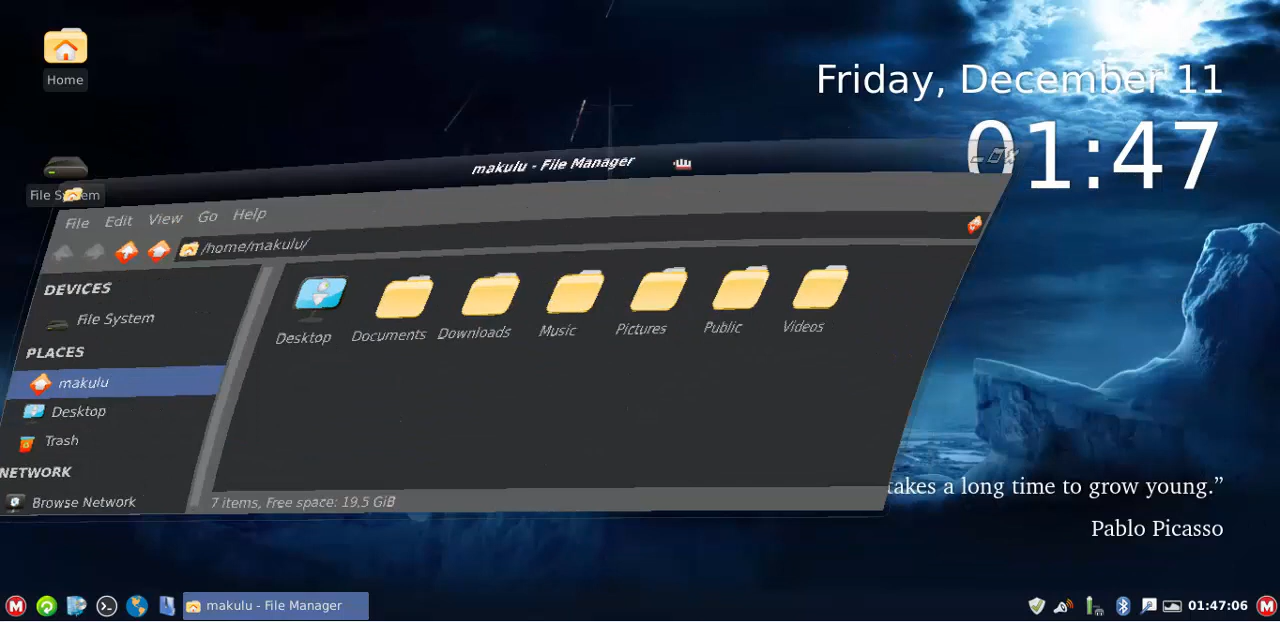 Home
Friday, December 11
01:47
File System
makulu - File Manager
File Edit View Go Help
/home/makulu/
DEVICES
File System
PLACES
makulu
Desktop
Trash
NETWORK
Browse Network
Desktop
Documents
Downloads
Music
Pictures
Public
Videos
7 items, Free space: 19,5 GiB
takes a long time to grow young.”
Pablo Picasso
makulu - File Manager
01:47:06